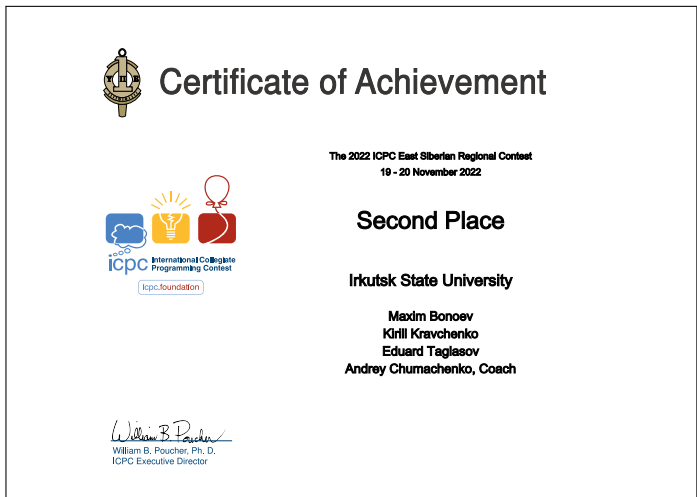 Certificate of Achievement
The 2022 ICPC East Siberian Regional Contest
19 - 20 November 2022
Second Place
icpc International Collegiate
Programming Contest
icpc.foundation
Irkutsk State University
Maxim Bonoev
Kirill Kravchenko
Eduard Taglasov
Andrey Chumachenko, Coach
William B. Poucher
William B. Poucher, Ph. D.
ICPC Executive Director